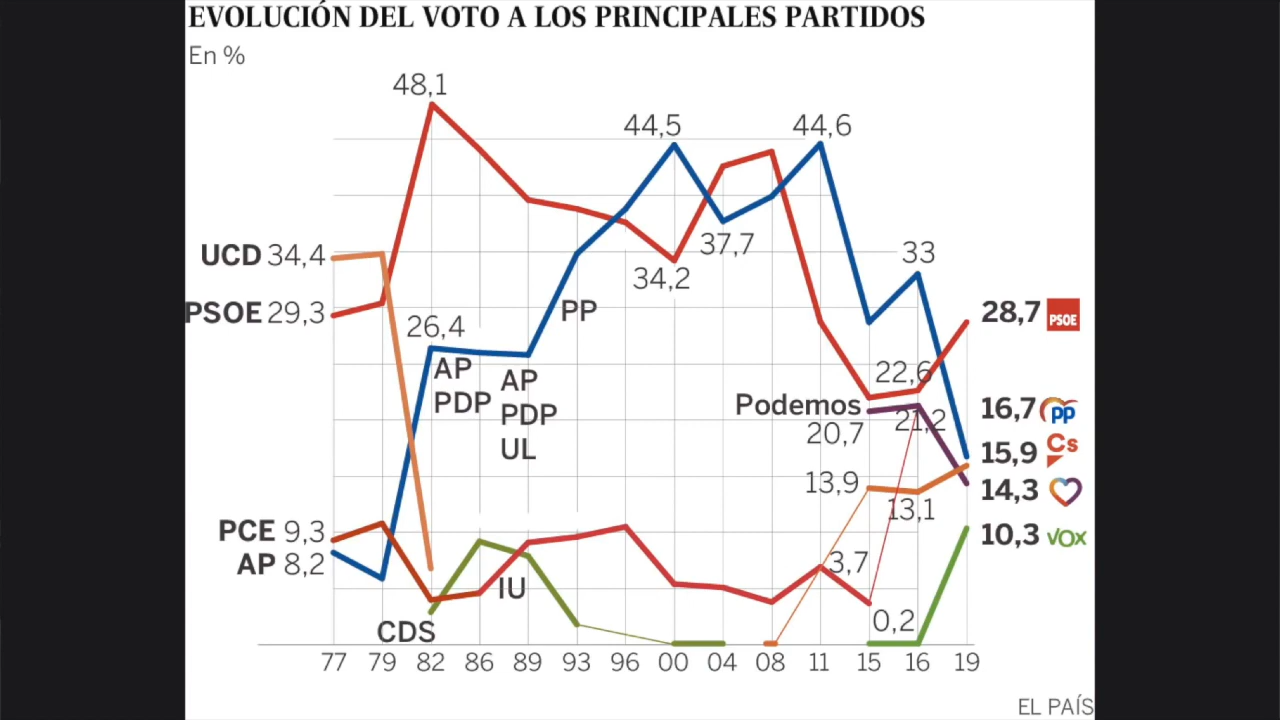 EVOLUCIÓN DEL VOTO A LOS PRINCIPALES PARTIDOS
En %
48,1
44,5
44,6
UCD 34,4
37,7
33
34,2
PSOE 29,3
PP
28,7 PSOE
26,4
AP
PDP
AP
PDP
UL
22,6
Podemos
20,7
21,2
16,7 pp
15,9 Cs
13,9
14,3
13,1
PCE 9,3
10,3 VOX
AP 8,2
3,7
IU
0,2
CDS
77 79 82 86 89 93 96 00 04 08 11 15 16 19
EL PAÍS